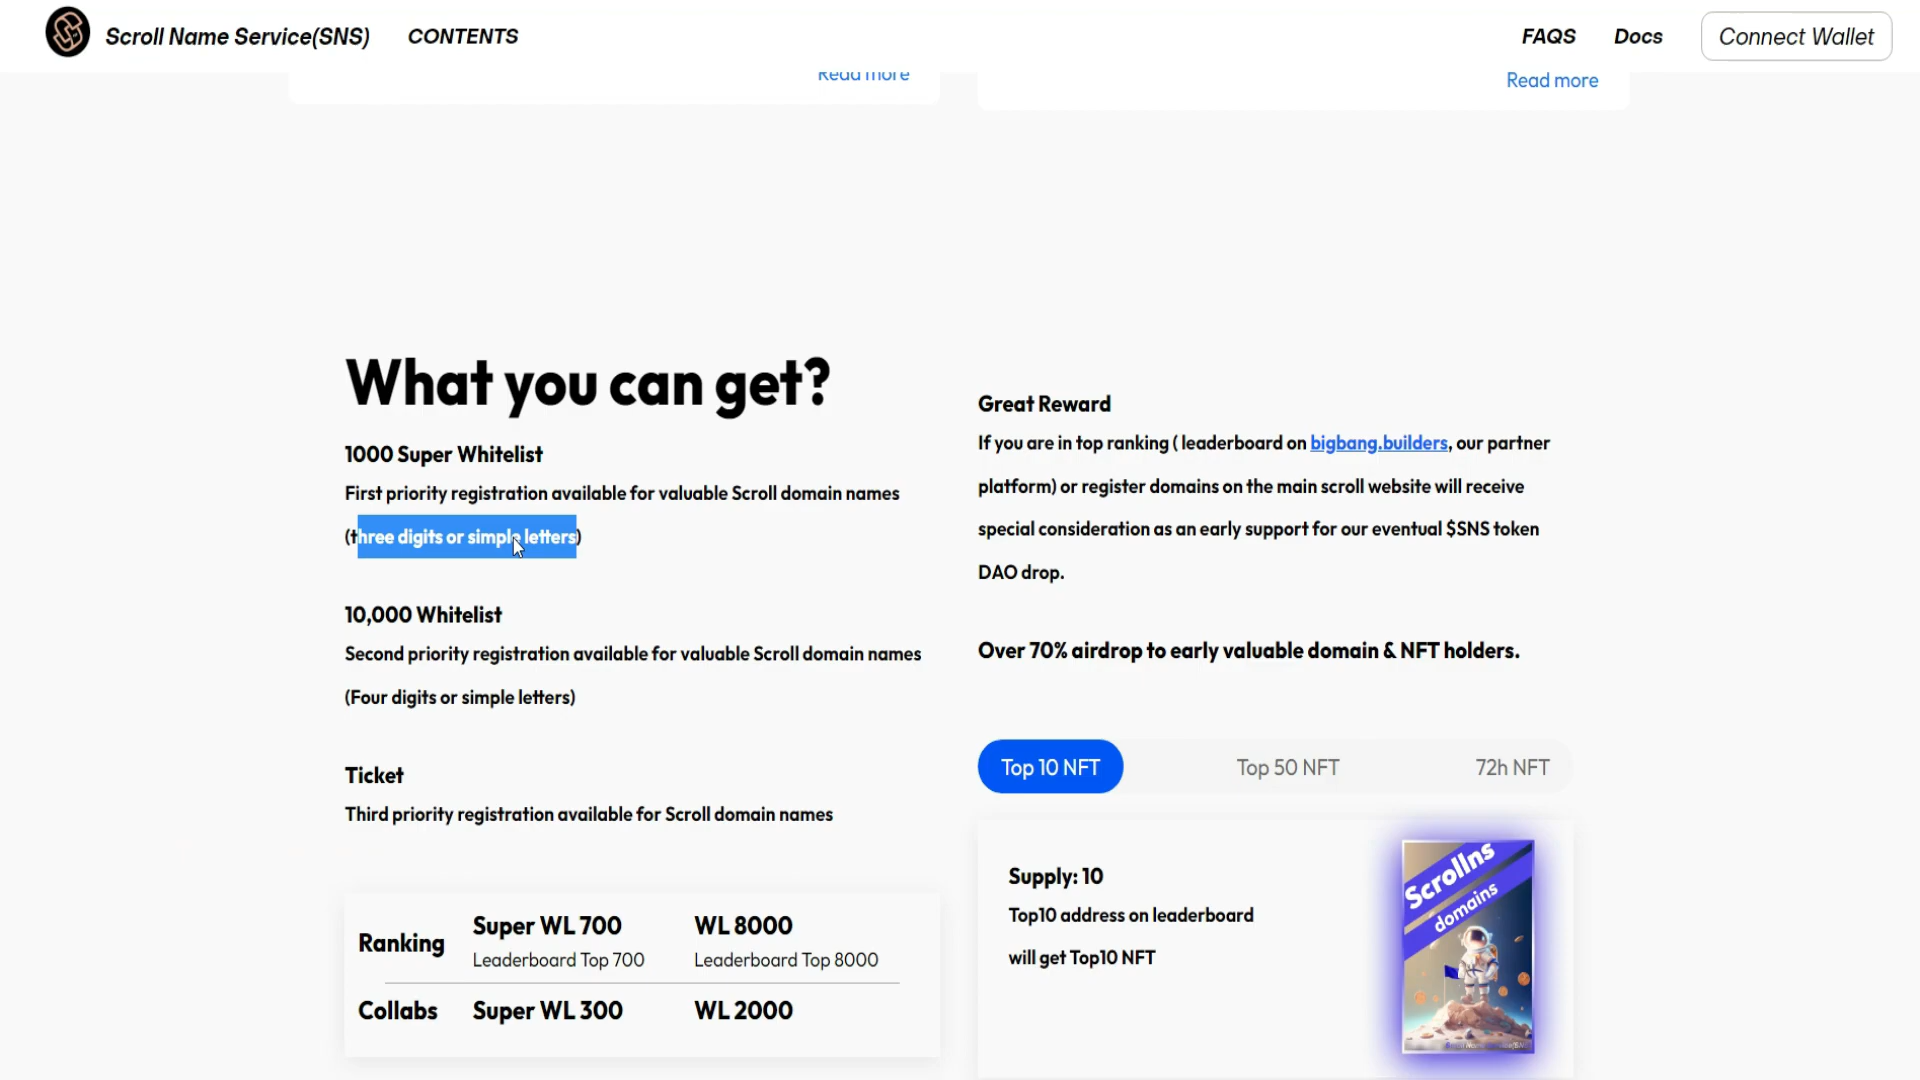 Scroll Name Service(SNS)
CONTENTS
FAQS
Docs
Connect Wallet
Read more
Read more
What you can get?
1000 Super Whitelist
First priority registration available for valuable Scroll domain names
(three digits or simple letters)
10,000 Whitelist
Second priority registration available for valuable Scroll domain names
(Four digits or simple letters)
Ticket
Third priority registration available for Scroll domain names
Ranking
Super WL 700
WL 8000
Leaderboard Top 700
Leaderboard Top 8000
Collabs
Super WL 300
WL 2000
Great Reward
If you are in top ranking ( leaderboard on bigbang.builders, our partner
platform) or register domains on the main scroll website will receive
special consideration as an early support for our eventual $SNS token
DAO drop.
Over 70% airdrop to early valuable domain & NFT holders.
Top 10 NFT
Top 50 NFT
72h NFT
Supply: 10
Top10 address on leaderboard
will get Top10 NFT
Scrollns
domains